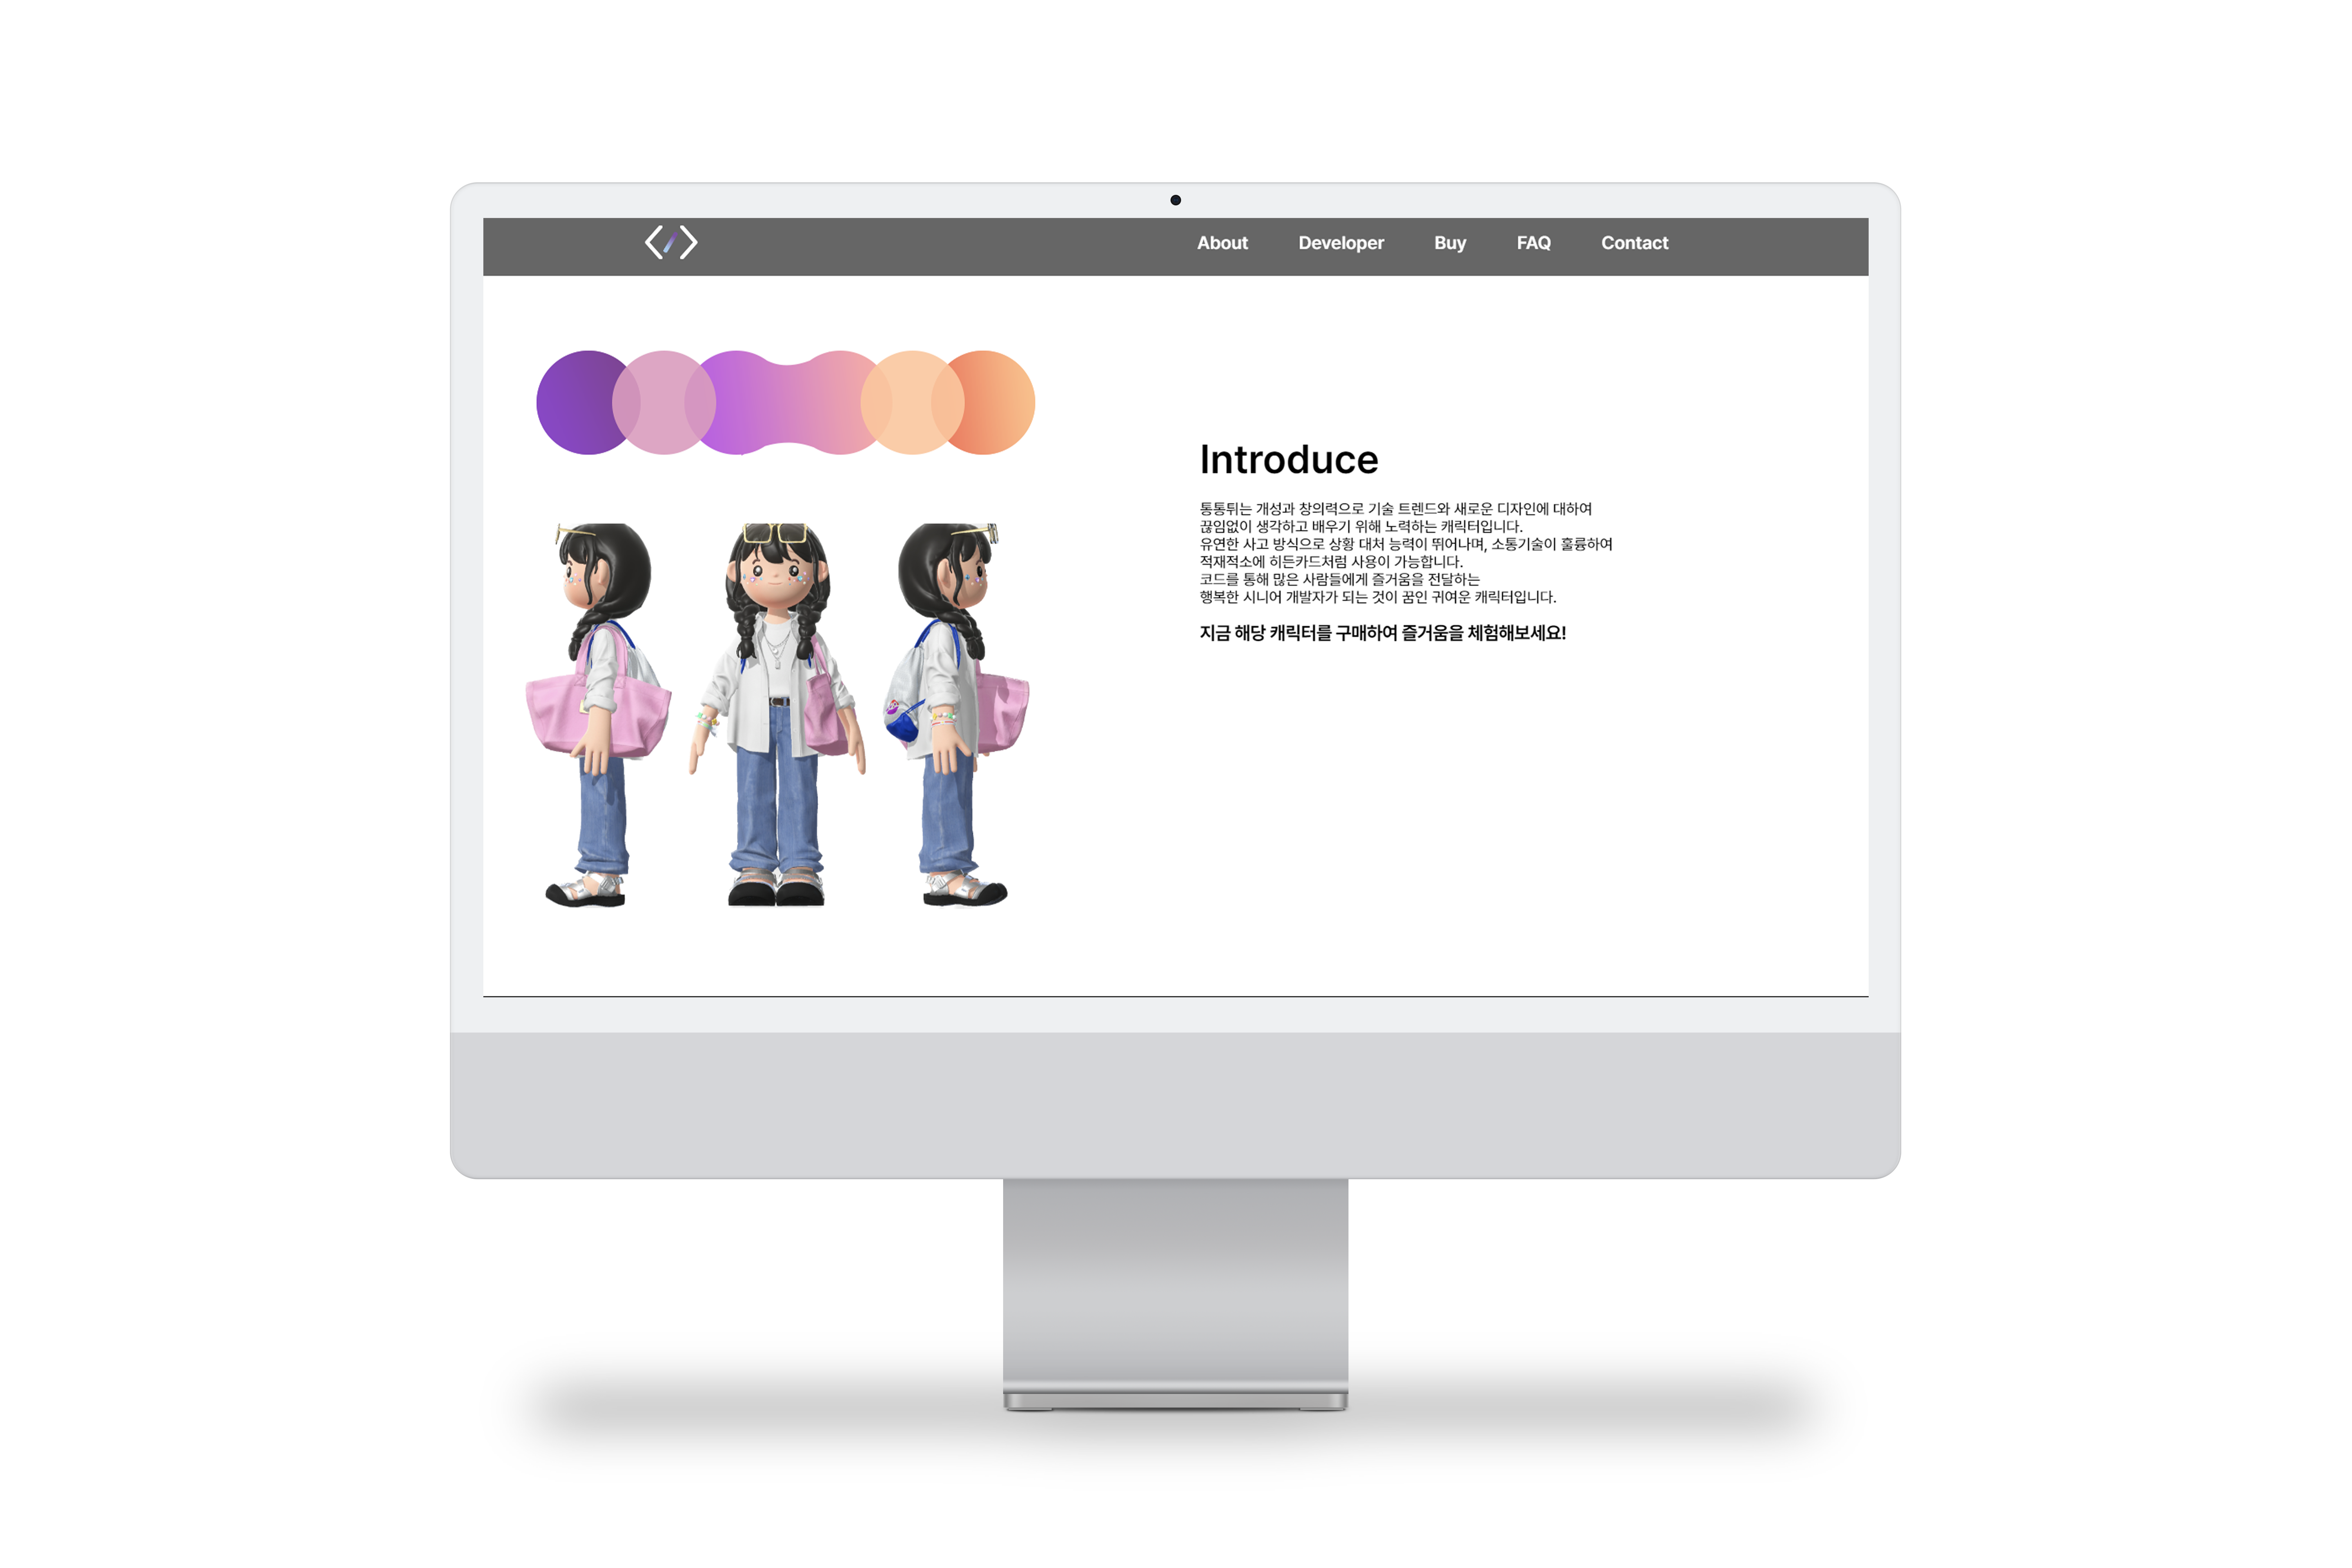 About Developer Buy FAQ Contact
Introduce
통통튀는 개성과 창의력으로 기술 트렌드와 새로운 디자인에 대하여
끊임없이 생각하고 배우기 위해 노력하는 캐릭터입니다.
유연한 사고 방식으로 상황 대처 능력이 뛰어나며, 소통기술이 훌륭하여
적재적소에 히든카드처럼 사용이 가능합니다.
코드를 통해 많은 사람들에게 즐거움을 전달하는
행복한 시니어 개발자가 되는 것이 꿈인 귀여운 캐릭터입니다.
지금 해당 캐릭터를 구매하여 즐거움을 체험해보세요!